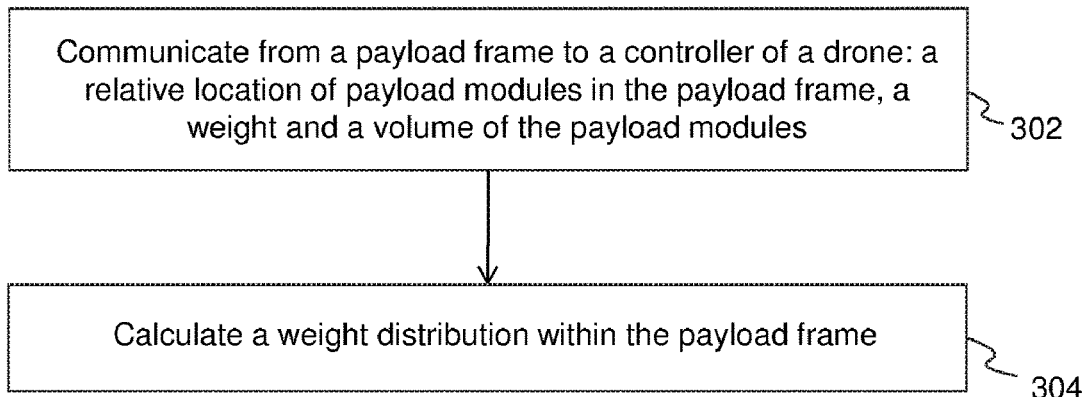 Communicate from a payload frame to a controller of a drone: a
relative location of payload modules in the payload frame, a
weight and a volume of the payload modules
302
Calculate a weight distribution within the payload frame
304